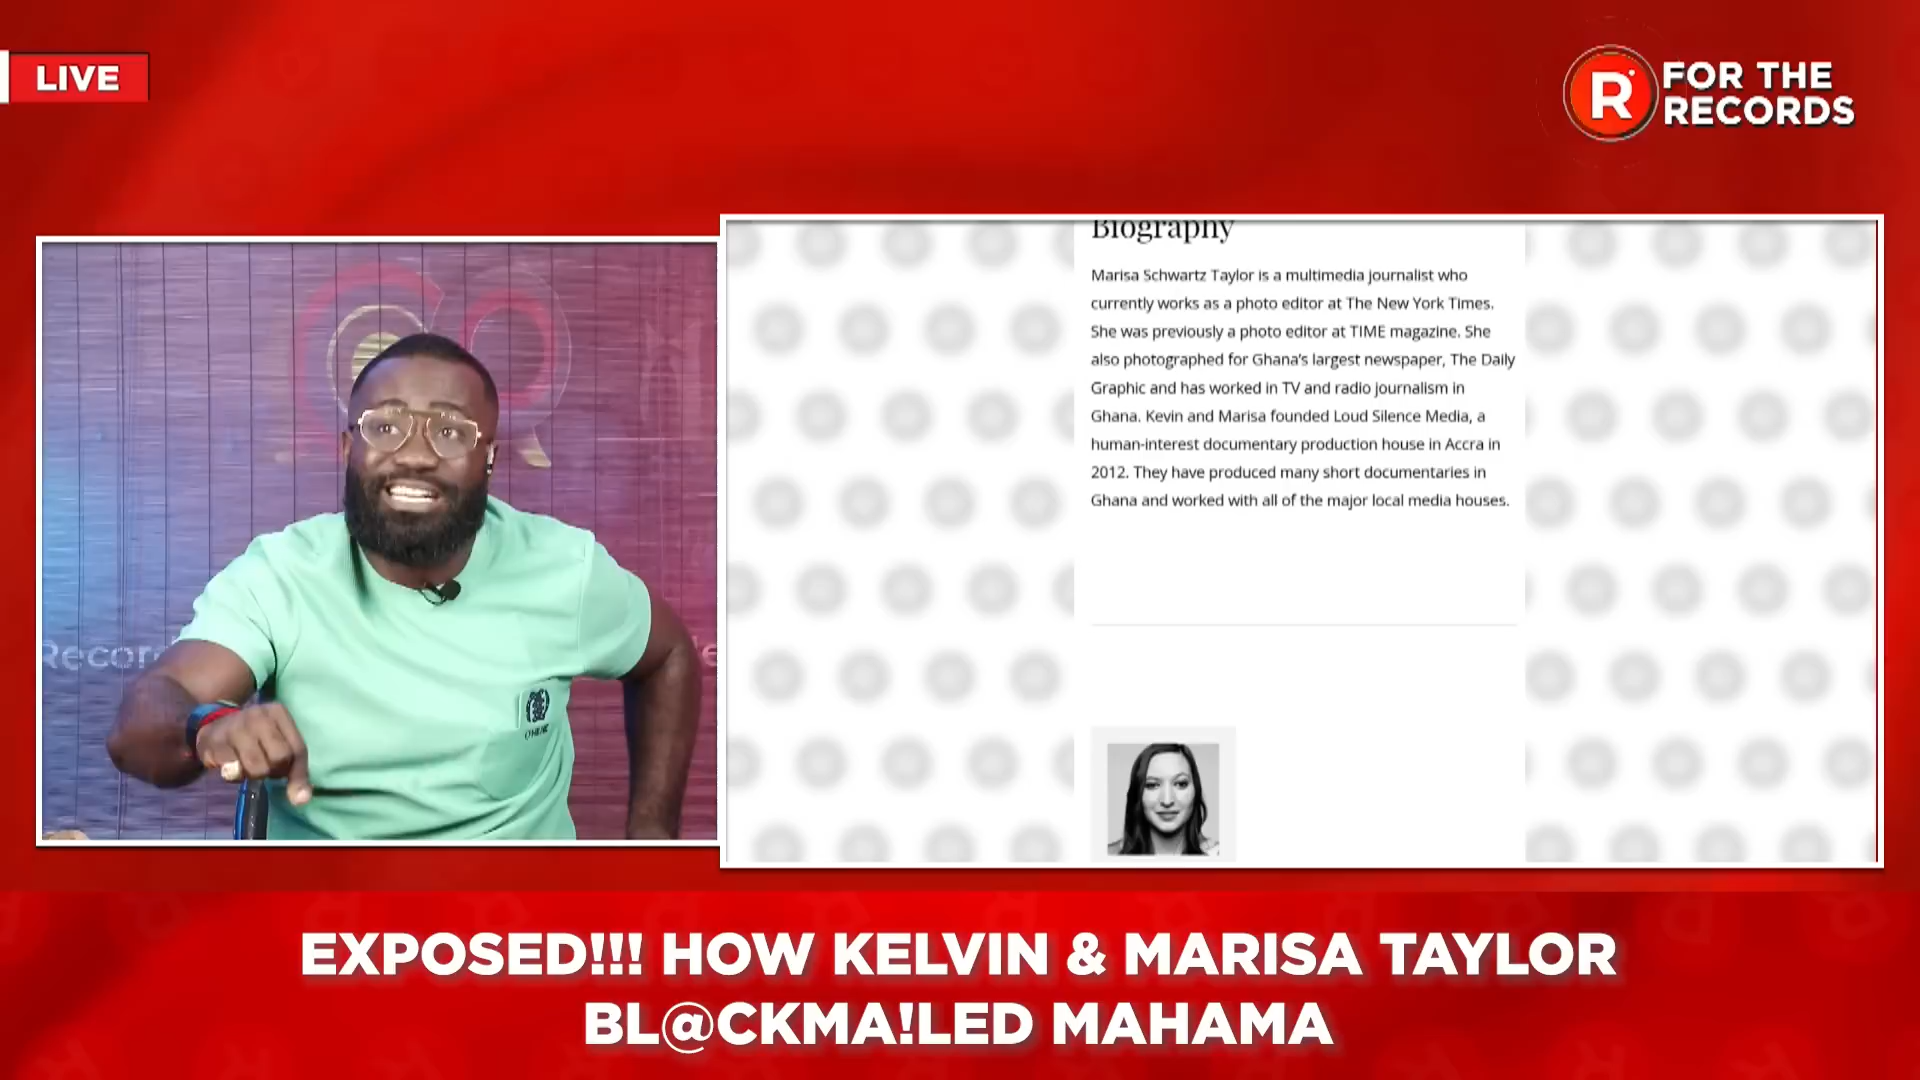 LIVE
FOR THE
RECORDS
R
Biography
Marisa Schwartz Taylor is a multimedia journalist who
currently works as a photo editor at The New York Times.
She was previously a photo editor at TIME magazine. She
also photographed for Ghana's largest newspaper, The Daily
Graphic and has worked in TV and radio journalism in
Ghana. Kevin and Marisa founded Loud Silence Media, a
human-interest documentary production house in Accra in
2012. They have produced many short documentaries in
Ghana and worked with all of the major local media houses.
Recor
EXPOSED!!! HOW KELVIN & MARISA TAYLOR
BL@CKMA!LED MAHAMA